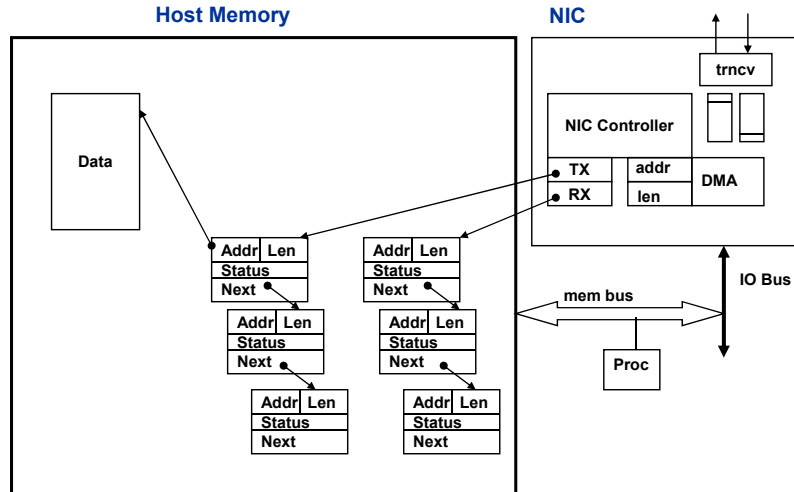 Host Memory
NIC
trncv
NIC Controller
Data
TX
addr
DMA
RX
len
Addr Len
Status
Next
Addr Len
Status
Next
IO Bus
mem bus
Addr Len
Status
Next
Addr Len
Status
Next
Proc
Addr Len
Status
Next
Addr Len
Status
Next